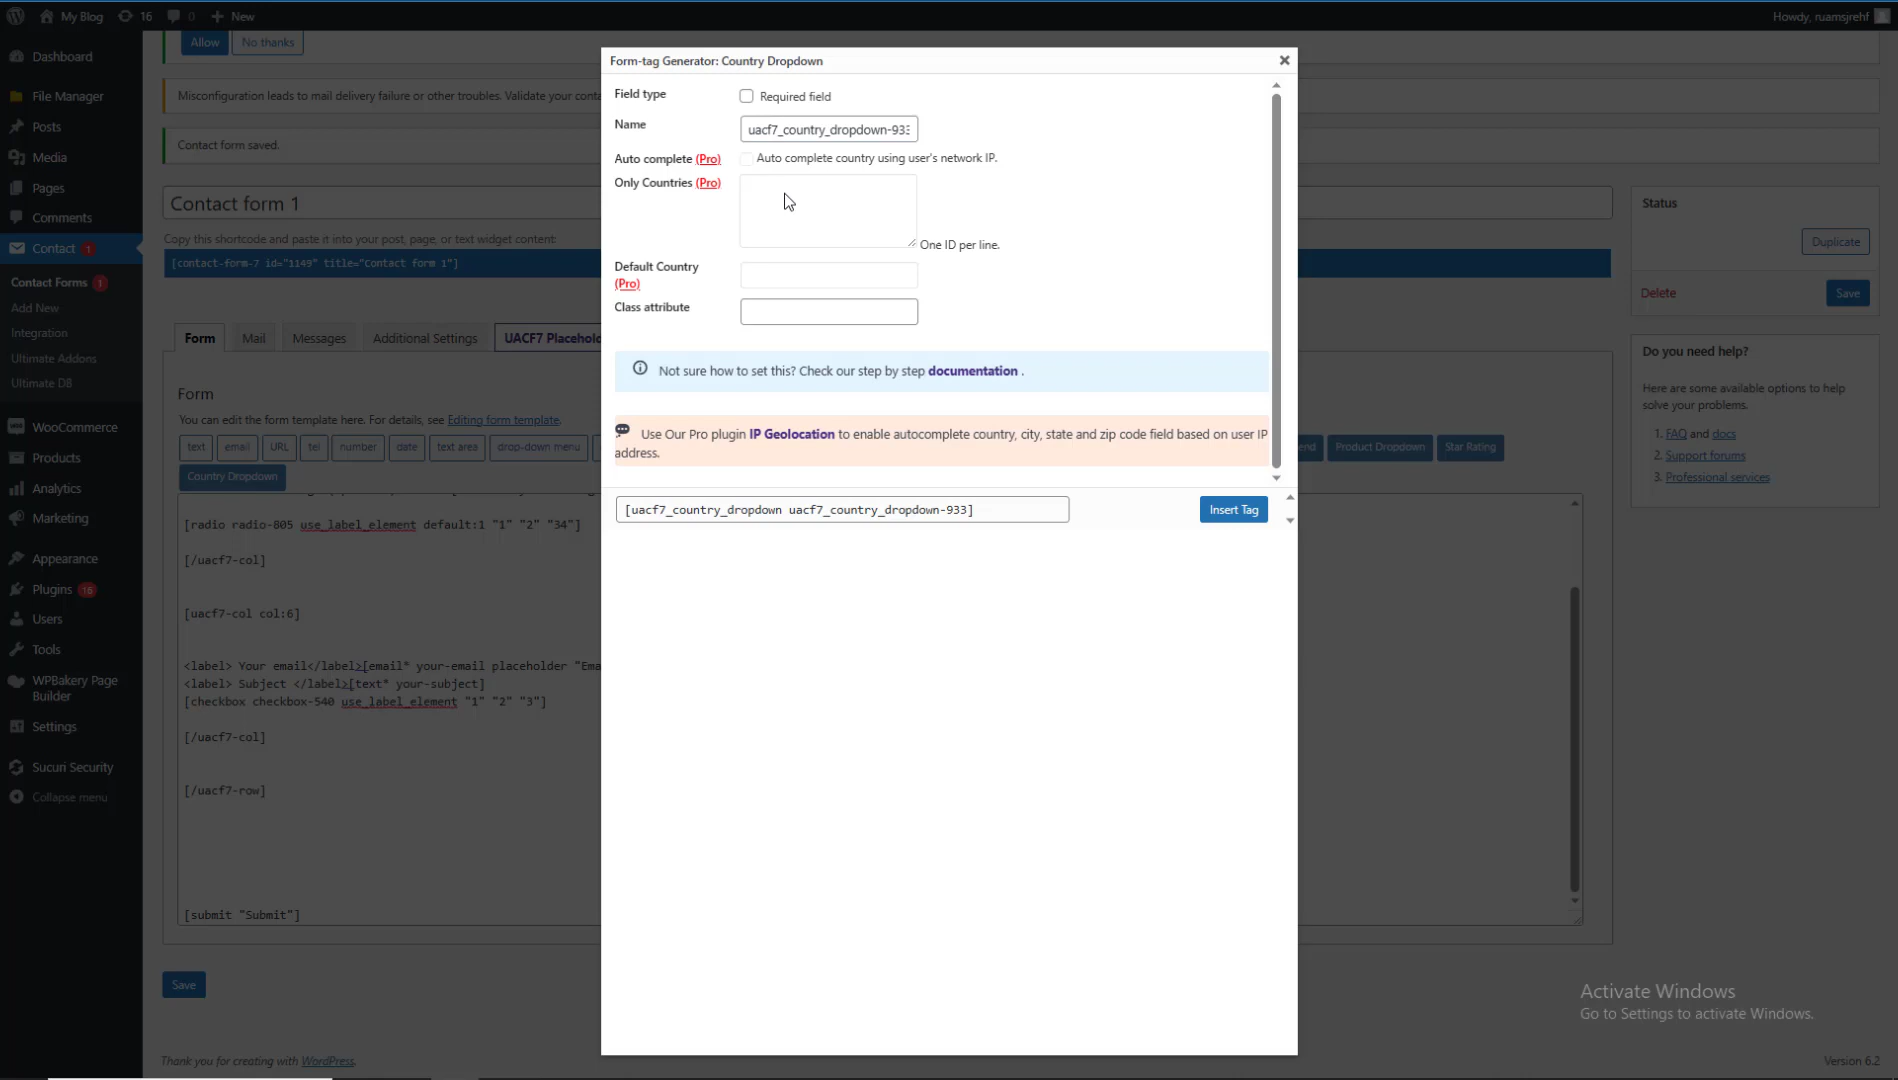 My Blog
16
0
New
Howdy, ruamsjrehf
Dashboard
File Manager
Posts
Media
Pages
Comments
Contact 1
Contact Forms 1
Add New
Integration
Ultimate Addons
Ultimate DB
WooCommerce
Products
Analytics
Marketing
Appearance
Plugins 16
Users
Tools
WPBakery Page
Builder
Settings
Sucuri Security
Collapse menu
Allow
No thanks
Misconfiguration leads to mail delivery failure or other troubles. Validate your
Contact form saved.
Contact form 1
Copy this shortcode and paste it into your post, page, or text widget content:
[contact-form-7 id="1149" title="Contact form 1"]
Form
Mail
Messages
Additional Settings
UACF7
Form
You can edit the form template here. For details, see Editing form template.
text
email
URL
tel
number
date
text area
drop-down menu
Product Dropdown
Star Rating
Country Dropdown
[radio radio-805 use_label_element default:1 "1" "2" "34"]
[/uacf7-col]
[uacf7-col col:6]
<label> Your email</label>[email* your-email placeholder
<label> Subject </label>[text* your-subject]
[checkbox checkbox-540 use_label_element "1" "2" "3"]
[/uacf7-col]
[/uacf7-row]
[submit "Submit"]
Save
Thank you for creating with WordPress.
Form-tag Generator: Country Dropdown
Field type
Required field
Name
uacf7_country_dropdown-933
Auto complete (Pro)
Auto complete country using user's network IP.
Only Countries (Pro)
One ID per line.
Default Country
(Pro)
Class attribute
Not sure how to set this? Check our step by step documentation .
Use Our Pro plugin IP Geolocation to enable autocomplete country, city, state and zip code field based on user IP
address.
[uacf7_country_dropdown uacf7_country_dropdown-933]
Insert Tag
Status
Duplicate
Delete
Save
Do you need help?
Here are some available options to help
solve your problems.
1. FAQ and docs
2. Support forums
3. Professional services
Activate Windows
Go to Settings to activate Windows.
Version 6.2